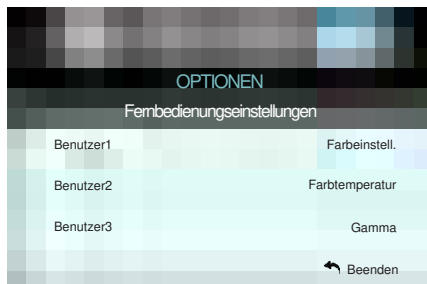 OPTIONEN
Fernbedienungseinstellungen
Benutzer1 Farbeinstell.
Benutzer2 Farbtemperatur
Benutzer3 Gamma
Beenden